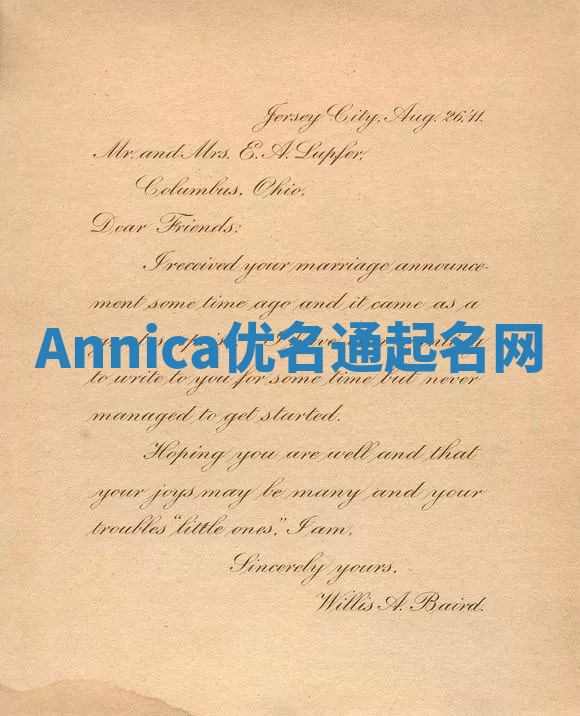 Jersey City, Aug. 26,'11.
Mr. and Mrs. E. A. Lupfer,
Columbus, Ohio.
Dear Friends:
I received your marriage announce-
ment some time ago and it came as a
Annica优名通起名网
to write to you for some time but never
managed to get started.
Hoping you are well and that
your joys may be many and your
troubles "little ones," I am,
Sincerely yours,
Willis A. Baird.